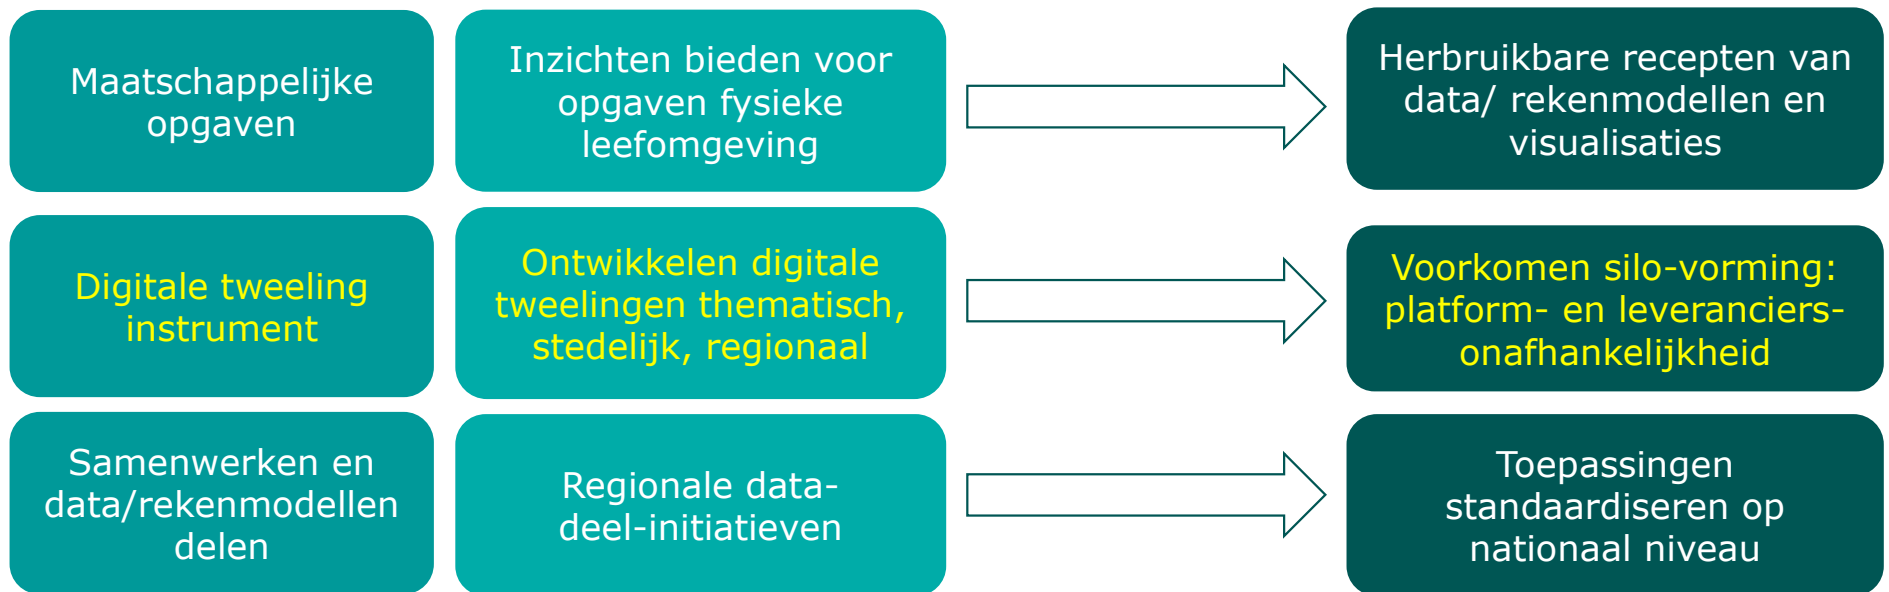 Maatschappelijke
opgaven
Inzichten bieden voor
opgaven fysieke
leefomgeving
Herbruikbare recepten van
data/ rekenmodellen en
visualisaties
Digitale tweeling
instrument
Ontwikkelen digitale
tweelingen thematisch,
stedelijk, regionaal
Voorkomen silo-vorming:
platform- en leveranciers-
onafhankelijkheid
Samenwerken en
data/rekenmodellen
delen
Regionale data-
deel-initiatieven
Toepassingen
standaardiseren op
nationaal niveau